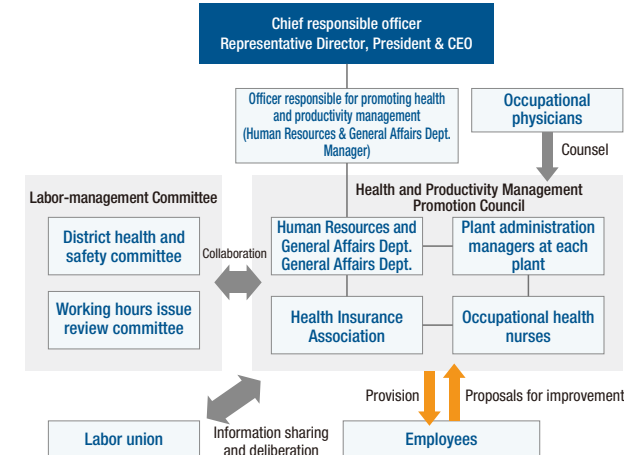 Chief responsible officer
Representative Director, President & CEO
Officer responsible for promoting health
and productivity management
(Human Resources & General Affairs Dept.
Manager)
Occupational
physicians
Counsel
Labor-management Committee
District health and
safety committee
Working hours issue
review committee
Collaboration
Health and Productivity Management
Promotion Council
Human Resources and
General Affairs Dept.
General Affairs Dept.
Plant administration
managers at each
plant
Health Insurance
Association
Occupational health
nurses
Provision
Proposals for improvement
Labor union
Information sharing
and deliberation
Employees